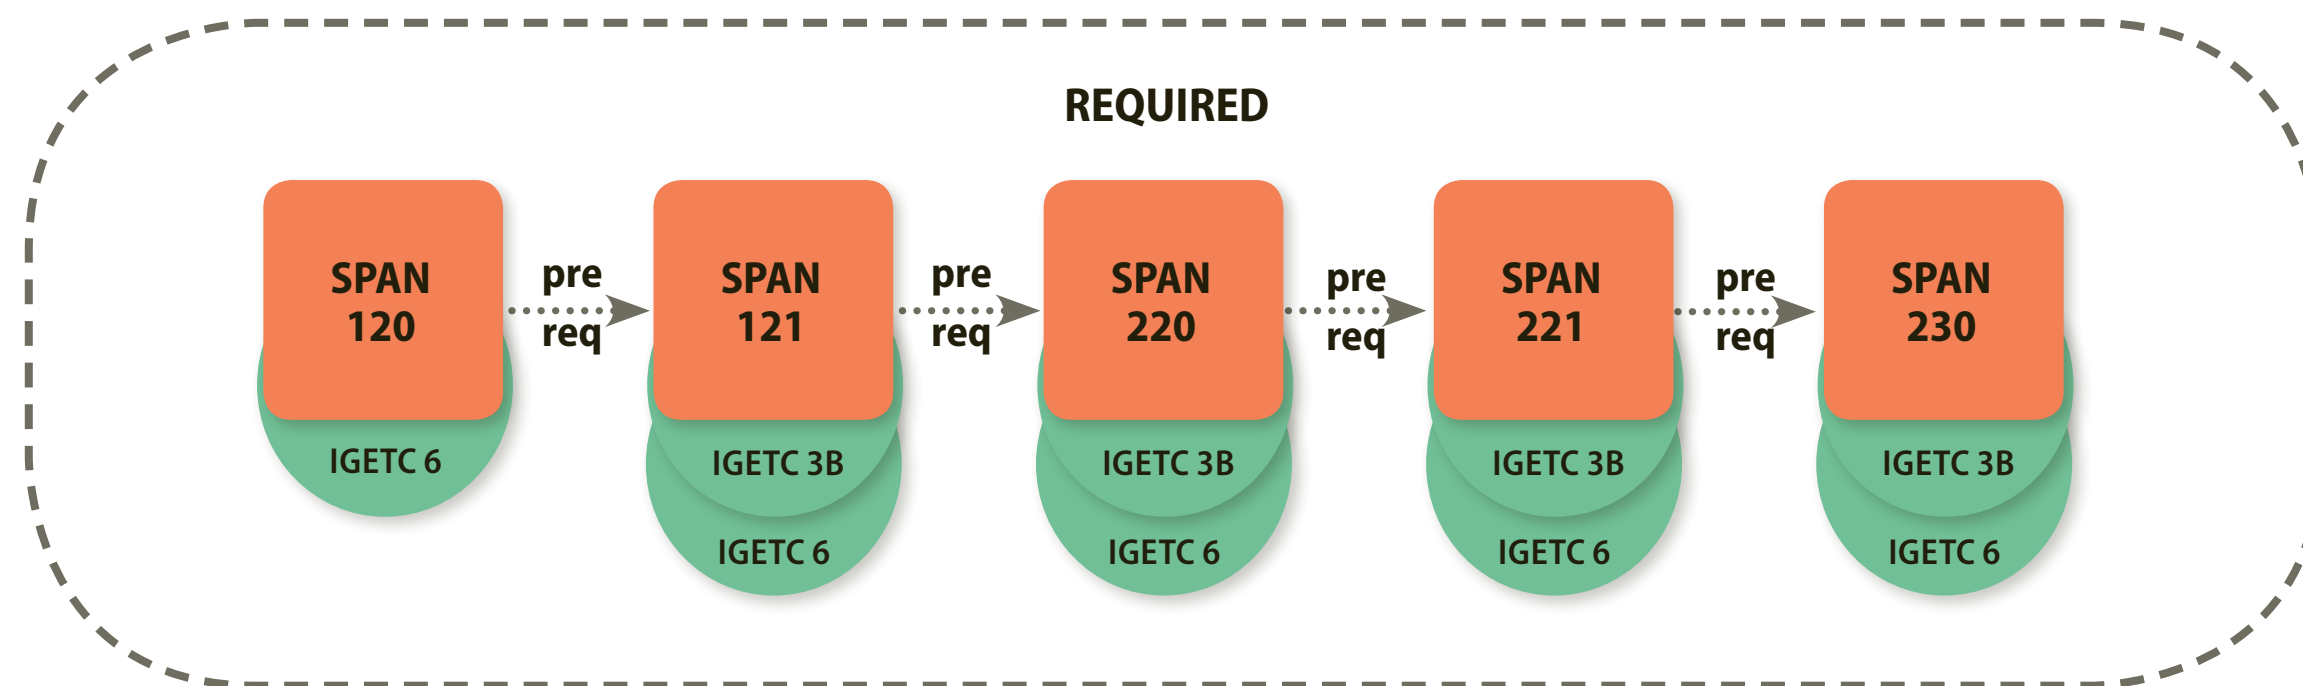 REQUIRED
SPAN
120
pre
req
SPAN
121
pre
req
SPAN
220
pre
req
SPAN
221
pre
req
SPAN
230
IGETC 6
IGETC 3B
IGETC 6
IGETC 3B
IGETC 6
IGETC 3B
IGETC 6
IGETC 3B
IGETC 6